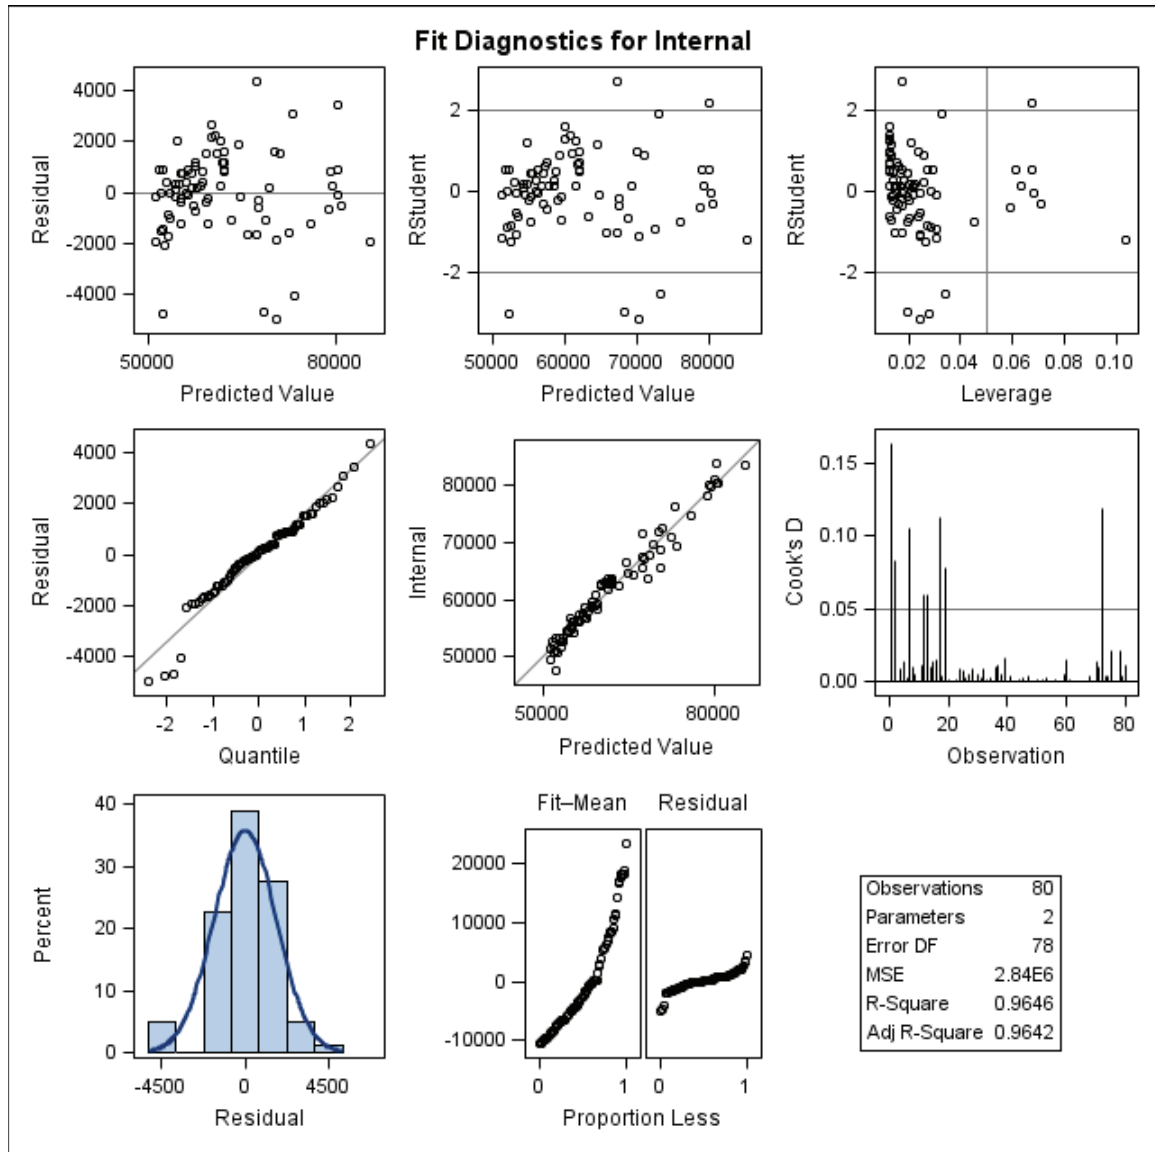 Fit Diagnostics for Internal
4000
2000
0
-2000
-4000
Residual
50000 80000
Predicted Value
2
0
-2
RStudent
50000 60000 70000 80000
Predicted Value
2
0
-2
RStudent
0.02 0.04 0.06 0.08 0.10
Leverage
4000
2000
0
-2000
-4000
Residual
-2 -1 0 1 2
Quantile
80000
70000
60000
50000
Internal
50000 80000
Predicted Value
0.15
0.10
0.05
0.00
Cook's D
0 20 40 60 80
Observation
40
30
20
10
0
Percent
-4500 0 4500
Residual
Fit–Mean Residual
20000
10000
0
-10000
0 1 0 1
Proportion Less
Observations 80
Parameters 2
Error DF 78
MSE 2.84E6
R-Square 0.9646
Adj R-Square 0.9642